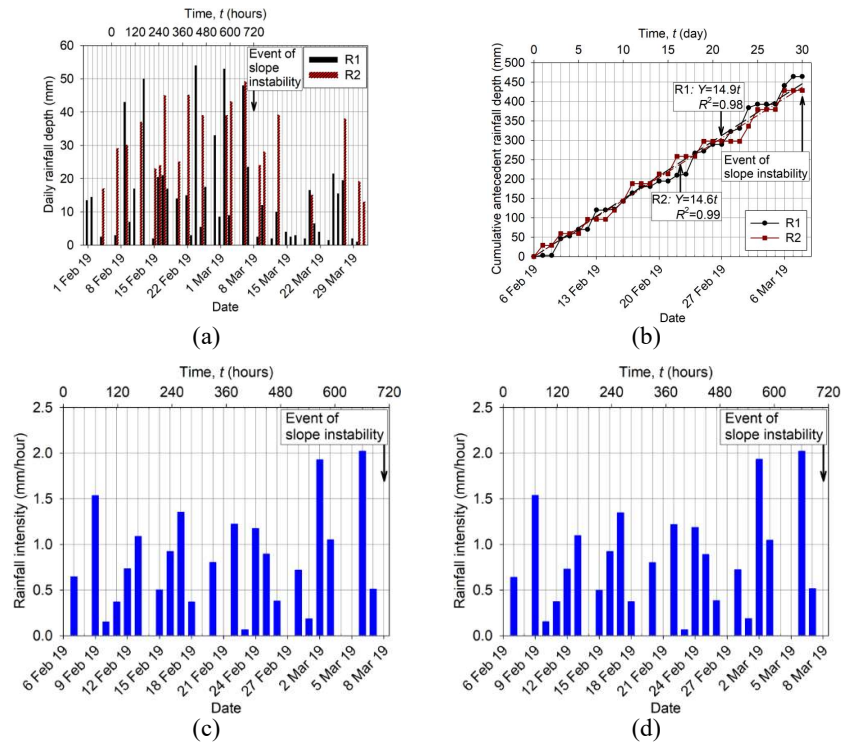 Time, t (hours)
0 120 240 360 480 600 720
Daily rainfall depth (mm)
60
50
40
30
20
10
0
Event of
slope
instability
R1
R2
1 Feb 19
8 Feb 19
15 Feb 19
22 Feb 19
1 Mar 19
8 Mar 19
15 Mar 19
22 Mar 19
29 Mar 19
Date
(a)
Time, t (day)
0 5 10 15 20 25 30
Cumulative antecedent rainfall depth (mm)
500
450
400
350
300
250
200
150
100
50
0
R1: Y=14.9t
R²=0.98
R2: Y=14.6t
R²=0.99
Event of
slope instability
R1
R2
6 Feb 19
13 Feb 19
20 Feb 19
27 Feb 19
6 Mar 19
Date
(b)
Time, t (hours)
0 120 240 360 480 600 720
Rainfall intensity (mm/hour)
2.5
2.0
1.5
1.0
0.5
0.0
Event of
slope instability
6 Feb 19
9 Feb 19
12 Feb 19
15 Feb 19
18 Feb 19
21 Feb 19
24 Feb 19
27 Feb 19
2 Mar 19
5 Mar 19
8 Mar 19
Date
(c)
Time, t (hours)
0 120 240 360 480 600 720
Rainfall intensity (mm/hour)
2.5
2.0
1.5
1.0
0.5
0.0
Event of
slope instability
6 Feb 19
9 Feb 19
12 Feb 19
15 Feb 19
18 Feb 19
21 Feb 19
24 Feb 19
27 Feb 19
2 Mar 19
5 Mar 19
8 Mar 19
Date
(d)